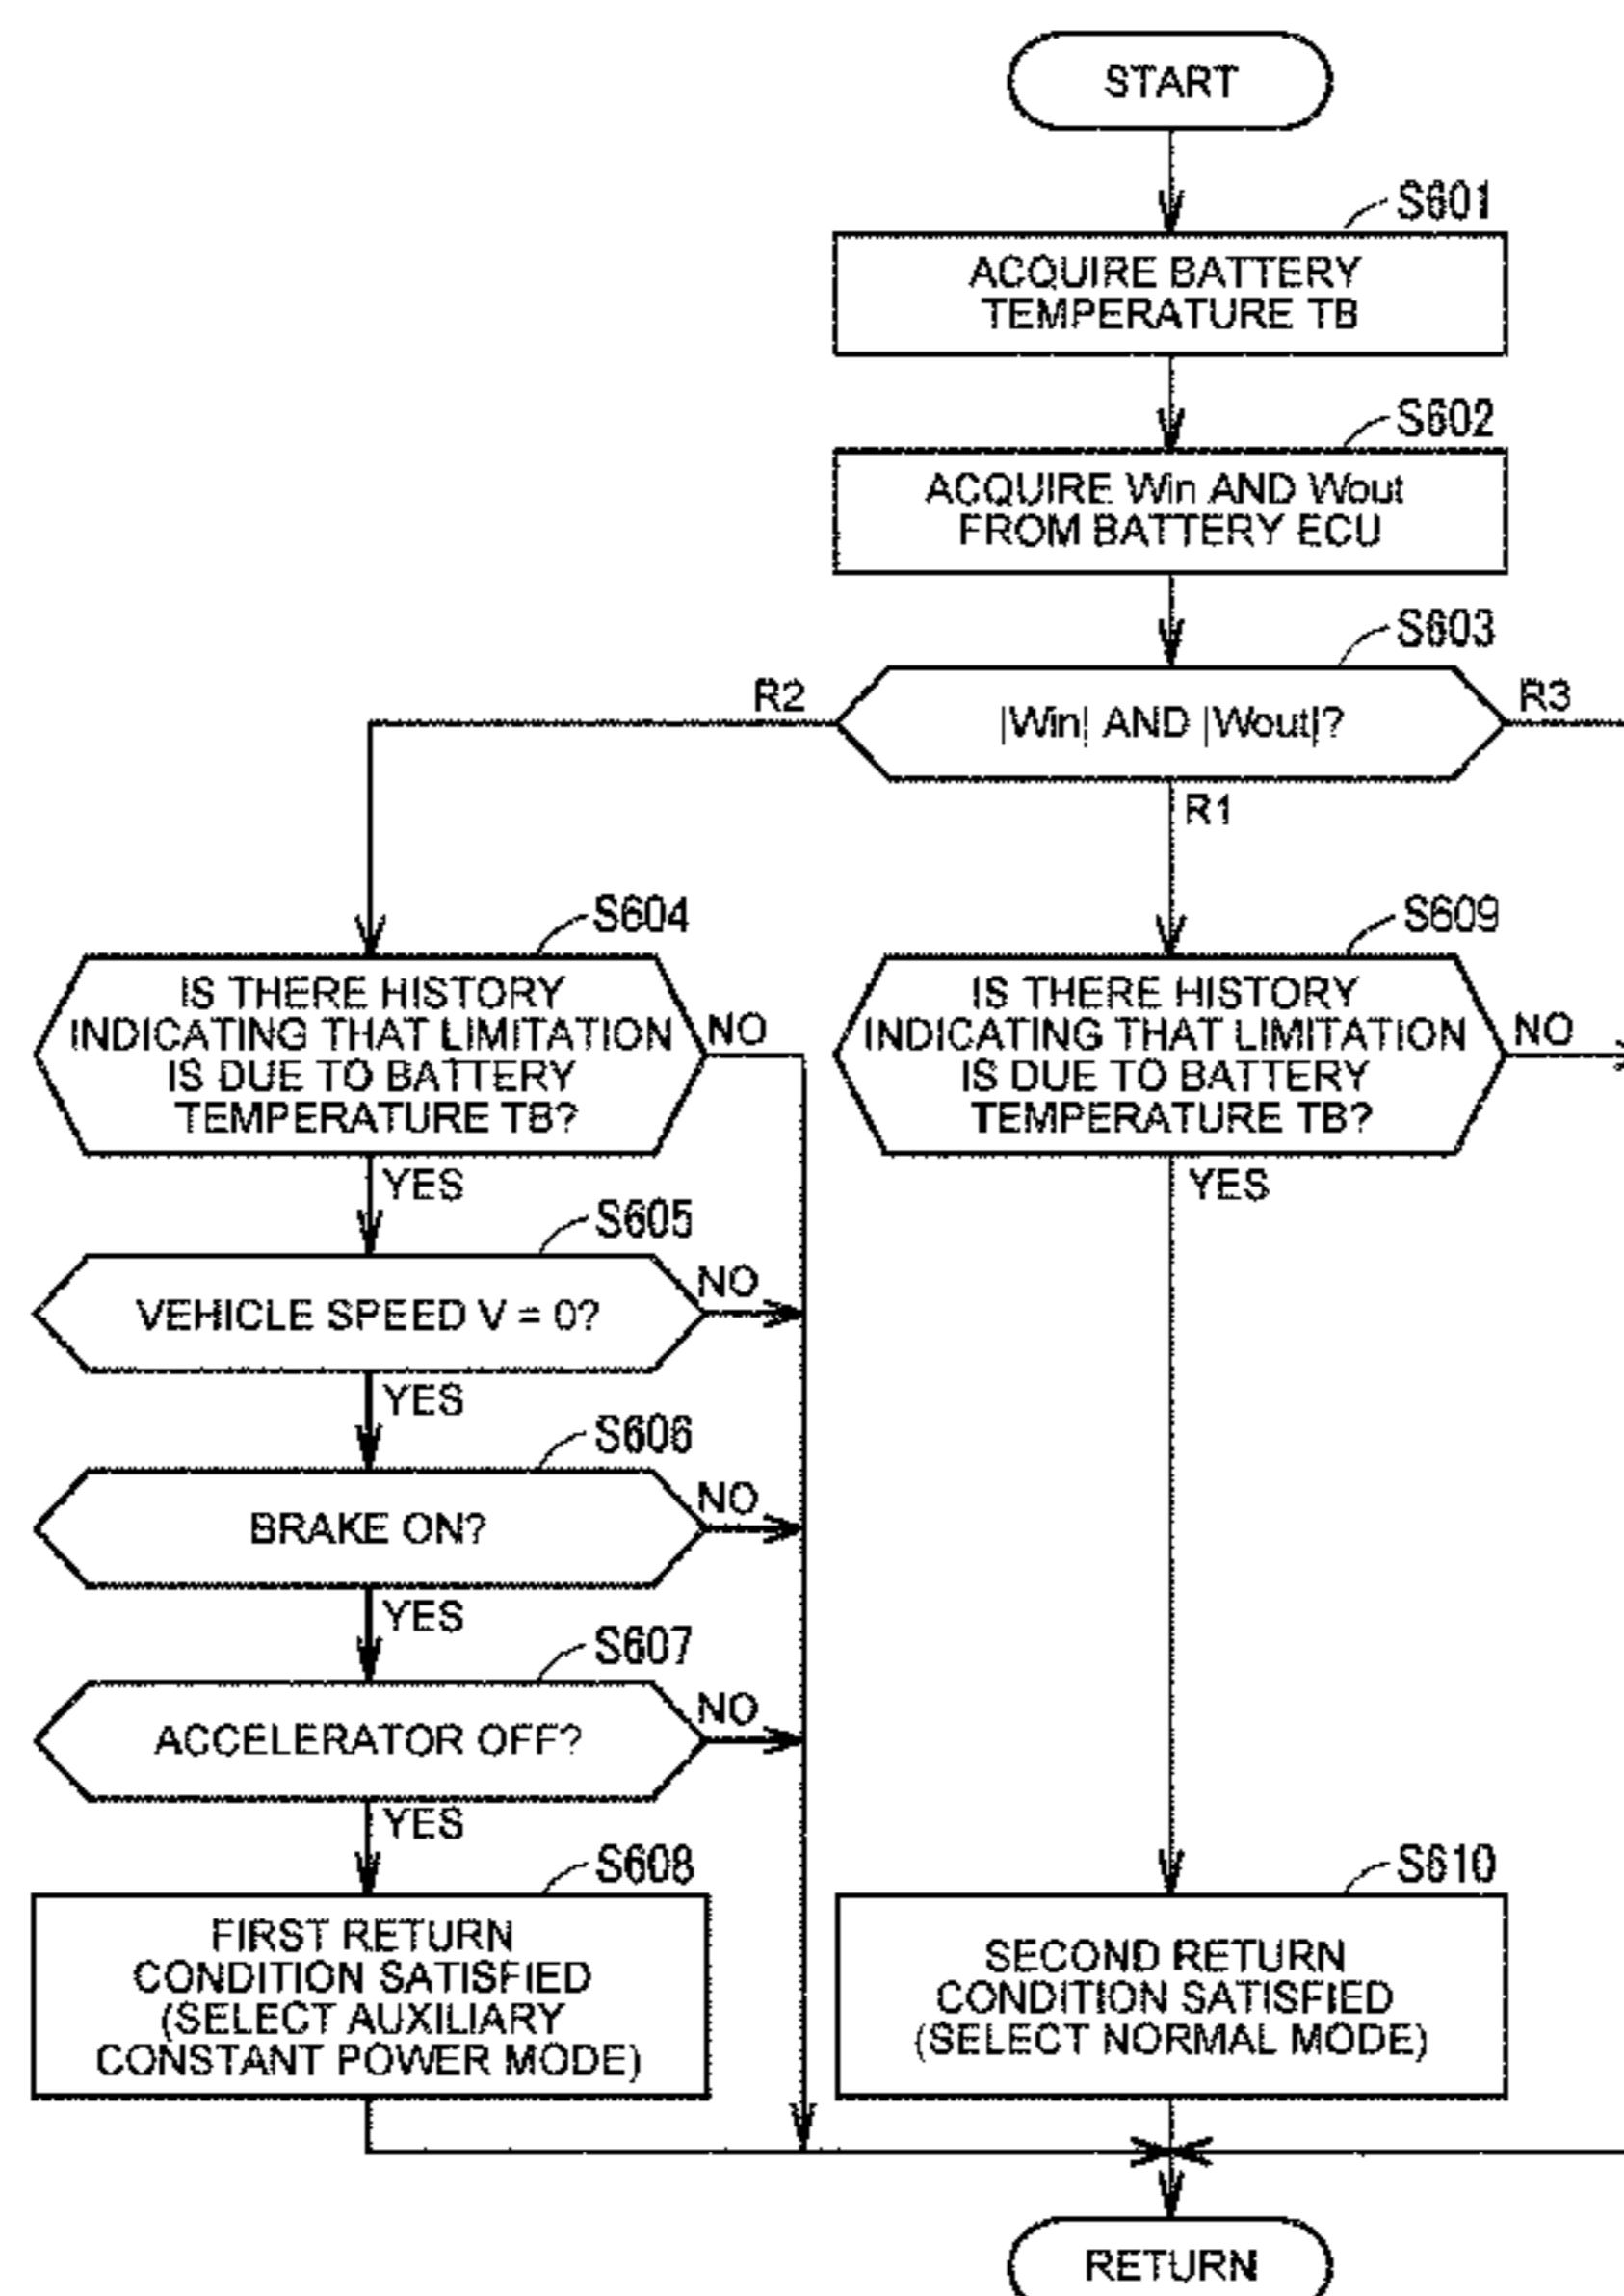 START
S601
ACQUIRE BATTERY
TEMPERATURE TB
S602
ACQUIRE Win AND Wout
FROM BATTERY ECU
S603
R2
|Win| AND |Wout|?
R3
R1
S604
IS THERE HISTORY
INDICATING THAT LIMITATION
IS DUE TO BATTERY
TEMPERATURE TB?
NO
YES
S609
IS THERE HISTORY
INDICATING THAT LIMITATION
IS DUE TO BATTERY
TEMPERATURE TB?
NO
YES
S605
VEHICLE SPEED V = 0?
NO
YES
S606
BRAKE ON?
NO
YES
S607
ACCELERATOR OFF?
NO
YES
S608
FIRST RETURN
CONDITION SATISFIED
(SELECT AUXILIARY
CONSTANT POWER MODE)
S610
SECOND RETURN
CONDITION SATISFIED
(SELECT NORMAL MODE)
RETURN